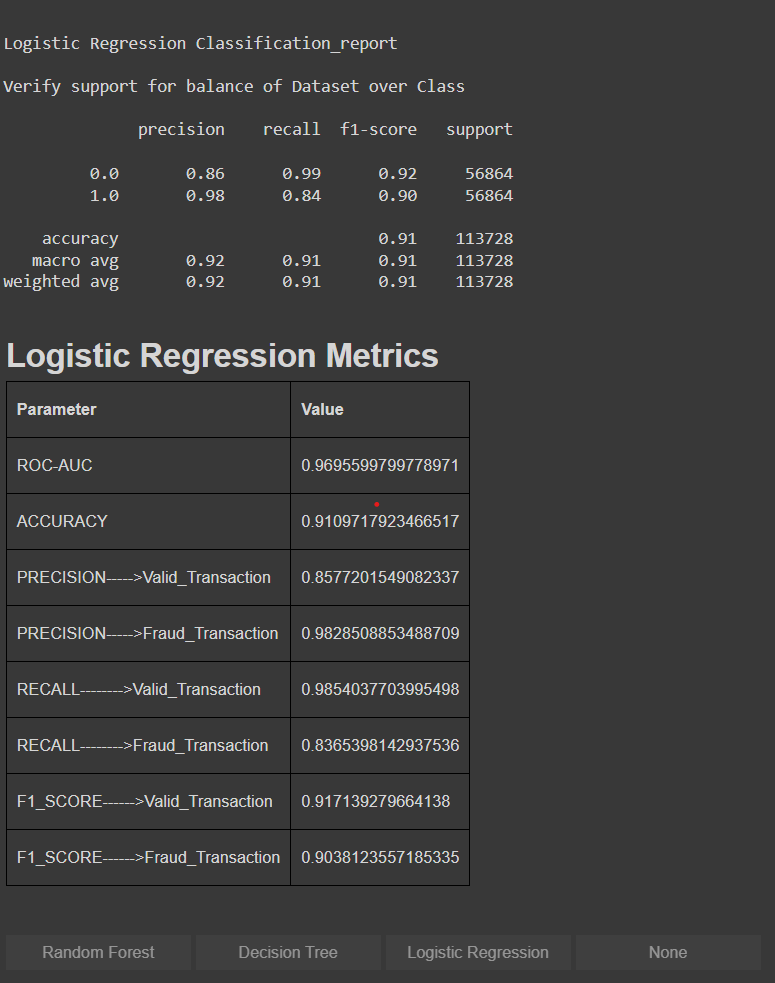 Logistic Regression Classification_report
Verify support for balance of Dataset over Class
precision recall f1-score support
0.0 0.86 0.99 0.92 56864
1.0 0.98 0.84 0.90 56864
accuracy 0.91 113728
macro avg 0.92 0.91 0.91 113728
weighted avg 0.92 0.91 0.91 113728
Logistic Regression Metrics
Parameter Value
ROC-AUC 0.9695599799778971
ACCURACY 0.9109717923466517
PRECISION----->Valid_Transaction 0.8577201549082337
PRECISION----->Fraud_Transaction 0.9828508853488709
RECALL-------->Valid_Transaction 0.9854037703995498
RECALL-------->Fraud_Transaction 0.8365398142937536
F1_SCORE------>Valid_Transaction 0.917139279664138
F1_SCORE------>Fraud_Transaction 0.9038123557185335
Random Forest Decision Tree Logistic Regression None